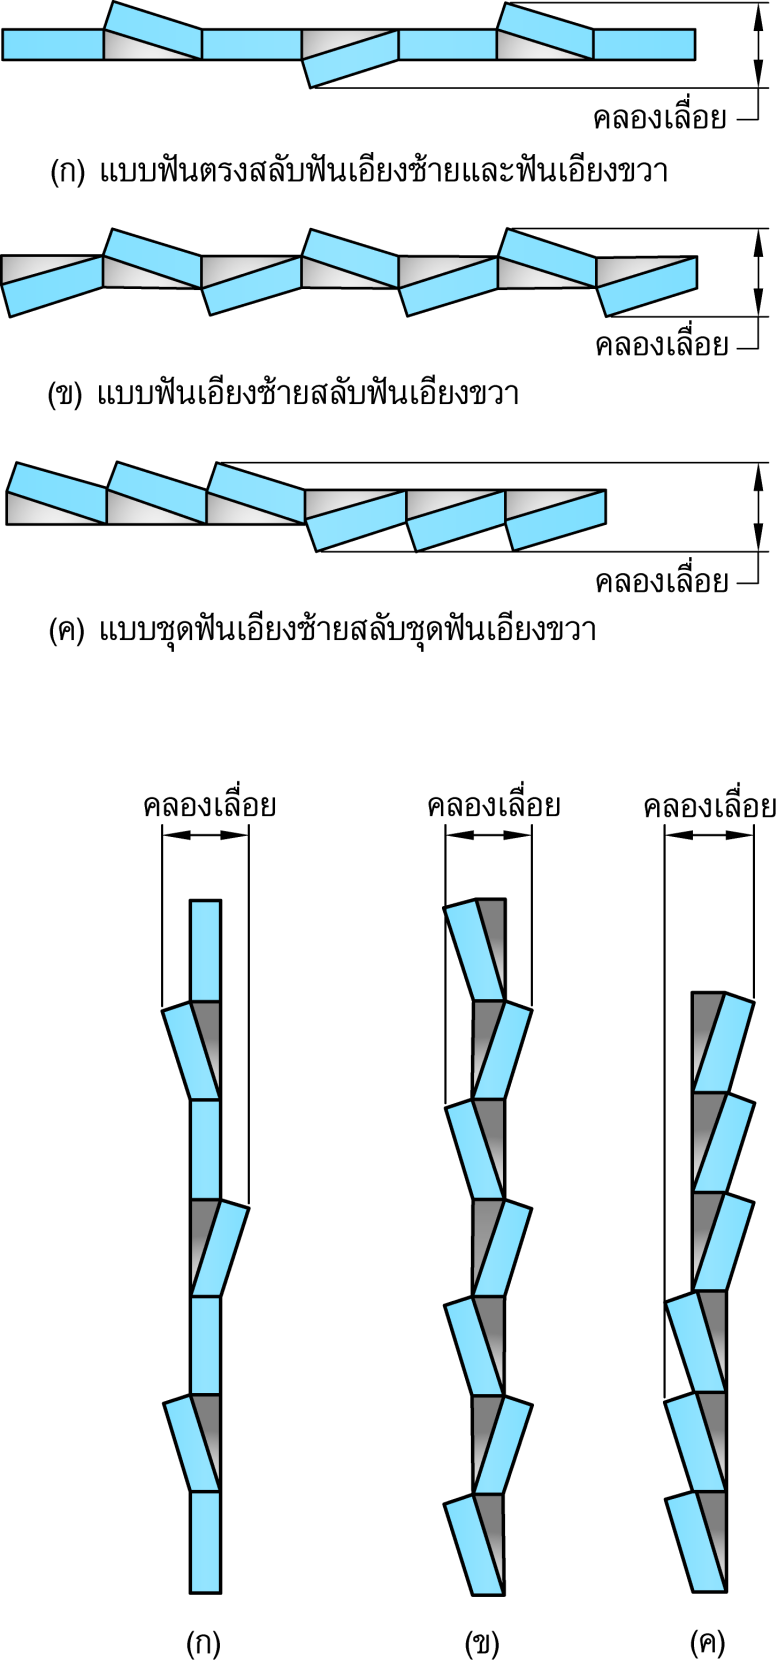 คลองเลื่อย
(ก) แบบฟันตรงสลับฟันเอียงซ้ายและฟันเอียงขวา
คลองเลื่อย
(ข) แบบฟันเอียงซ้ายสลับฟันเอียงขวา
คลองเลื่อย
(ค) แบบชุดฟันเอียงซ้ายสลับชุดฟันเอียงขวา
คลองเลื่อย คลองเลื่อย คลองเลื่อย
(ก) (ข) (ค)